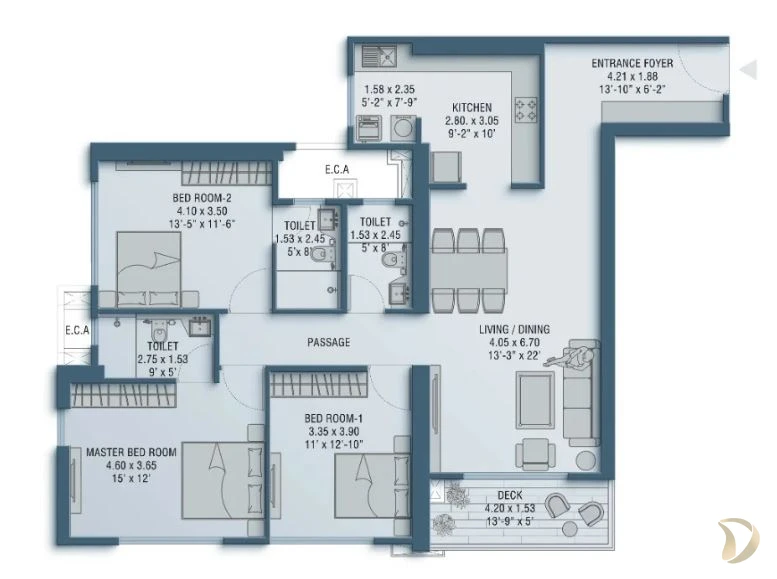 ENTRANCE FOYER
4.21 x 1.88
13'-10" x 6'-2"
1.58 x 2.35
5'-2" x 7'-9"
KITCHEN
2.80. x 3.05
9'-2" x 10'
E.C.A
BED ROOM-2
4.10 x 3.50
13'-5" x 11'-6"
TOILET
1.53 x 2.45
5' x 8'
TOILET
1.53 x 2.45
5' x 8'
E.C.A
TOILET
2.75 x 1.53
9' x 5'
PASSAGE
LIVING / DINING
4.05 x 6.70
13'-3" x 22'
BED ROOM-1
3.35 x 3.90
11' x 12'-10"
MASTER BED ROOM
4.60 x 3.65
15' x 12'
DECK
4.20 x 1.53
13'-9" x 5'